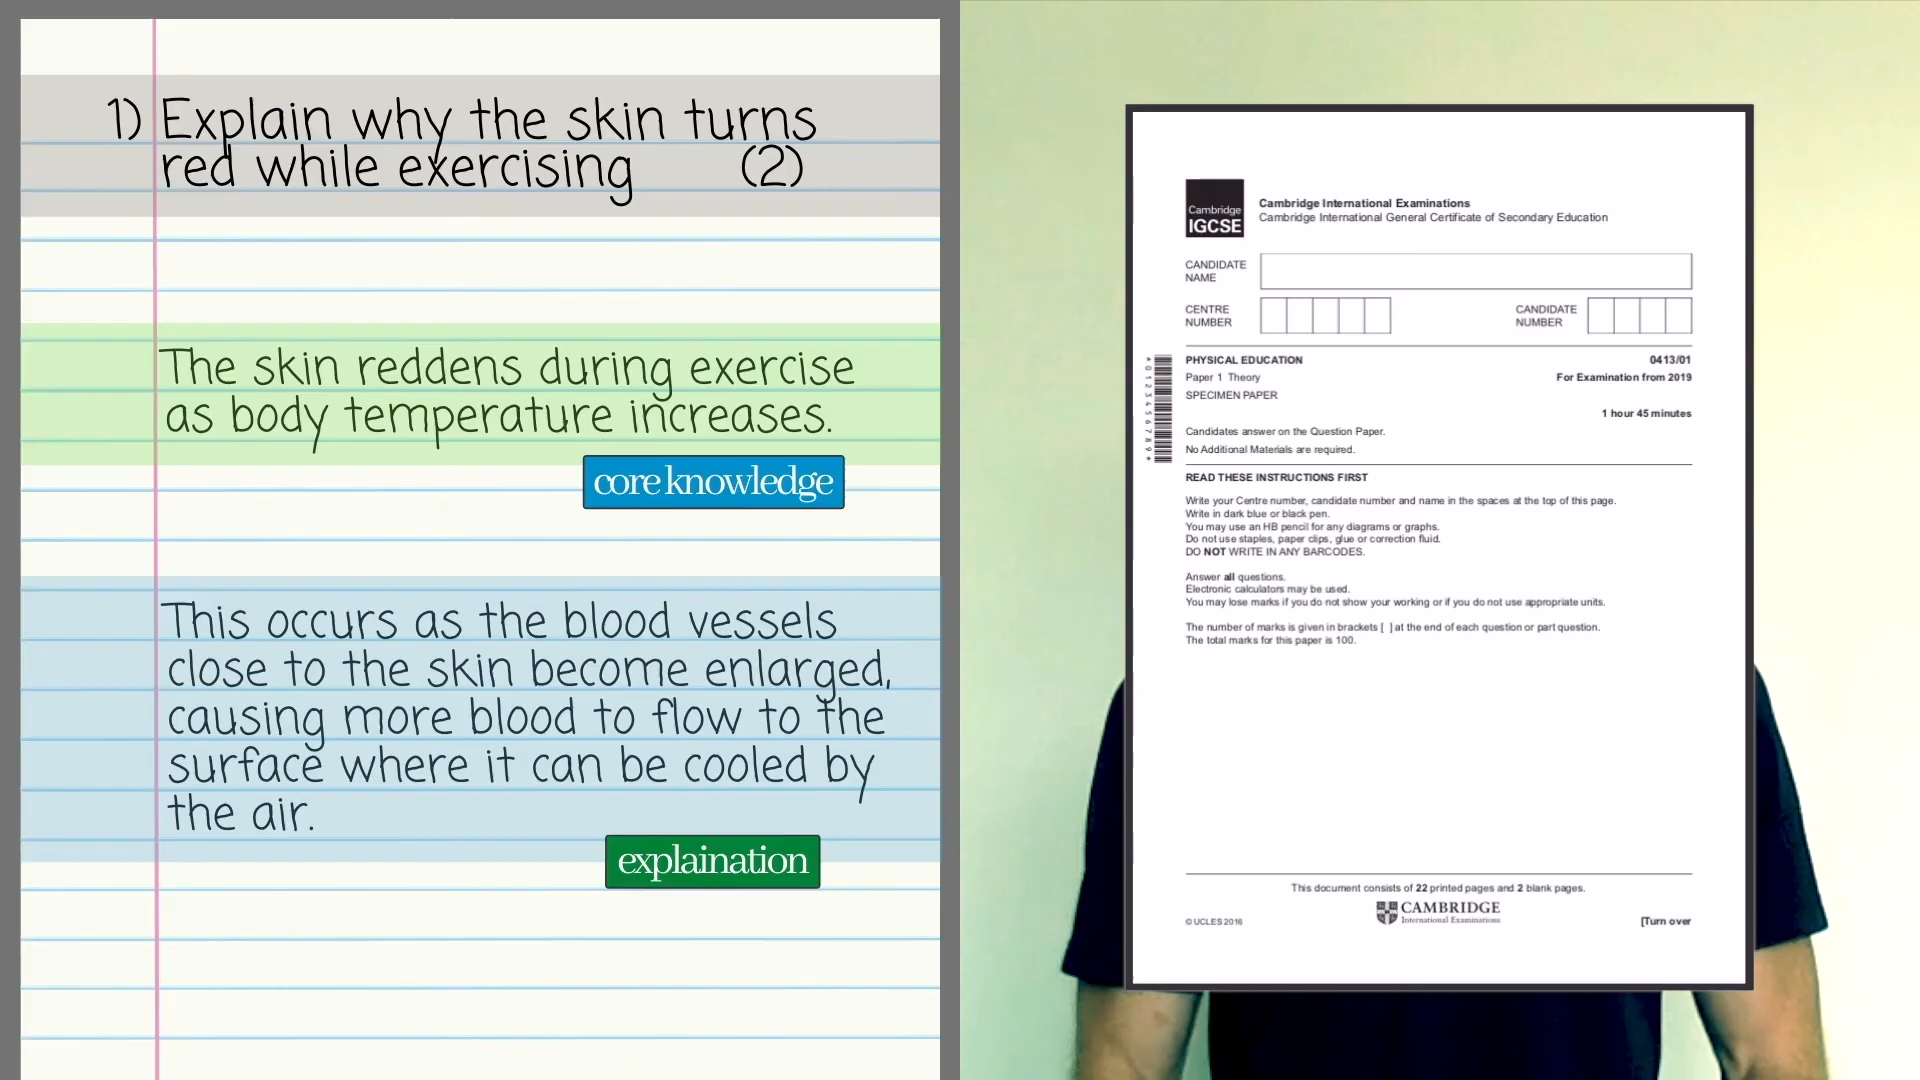 1) Explain why the skin turns
red while exercising (2)
The skin reddens during exercise
as body temperature increases.
core knowledge
This occurs as the blood vessels
close to the skin become enlarged,
causing more blood to flow to the
surface where it can be cooled by
the air.
explaination
Cambridge
IGCSE
Cambridge International Examinations
Cambridge International General Certificate of Secondary Education
CANDIDATE
NAME
CENTRE
NUMBER
CANDIDATE
NUMBER
*0123456789*
PHYSICAL EDUCATION 0413/01
Paper 1 Theory For Examination from 2019
SPECIMEN PAPER
1 hour 45 minutes
Candidates answer on the Question Paper.
No Additional Materials are required.
READ THESE INSTRUCTIONS FIRST
Write your Centre number, candidate number and name in the spaces at the top of this page.
Write in dark blue or black pen.
You may use an HB pencil for any diagrams or graphs.
Do not use staples, paper clips, glue or correction fluid.
DO NOT WRITE IN ANY BARCODES.
Answer all questions.
Electronic calculators may be used.
You may lose marks if you do not show your working or if you do not use appropriate units.
The number of marks is given in brackets [ ] at the end of each question or part question.
The total marks for this paper is 100.
This document consists of 22 printed pages and 2 blank pages.
CAMBRIDGE
International Examinations
© UCLES 2016
[Turn over